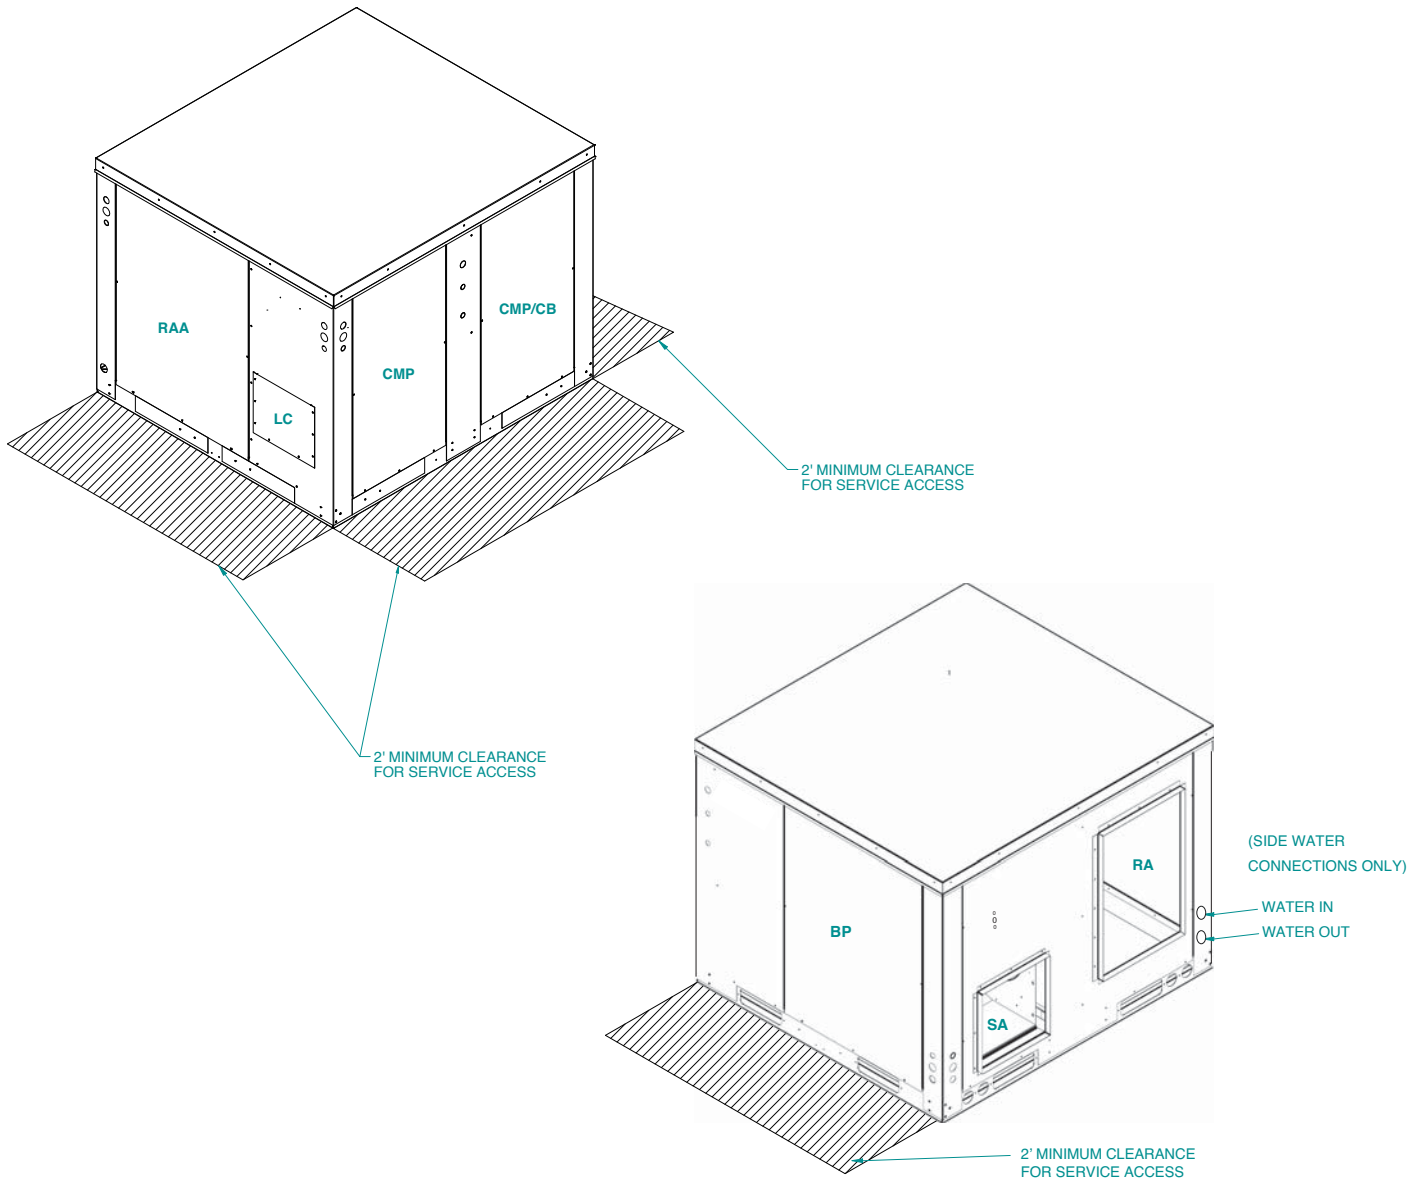 RAA
CMP/CB
CMP
LC
2' MINIMUM CLEARANCE
FOR SERVICE ACCESS
2' MINIMUM CLEARANCE
FOR SERVICE ACCESS
(SIDE WATER
CONNECTIONS ONLY)
RA
WATER IN
WATER OUT
BP
SA
2' MINIMUM CLEARANCE
FOR SERVICE ACCESS